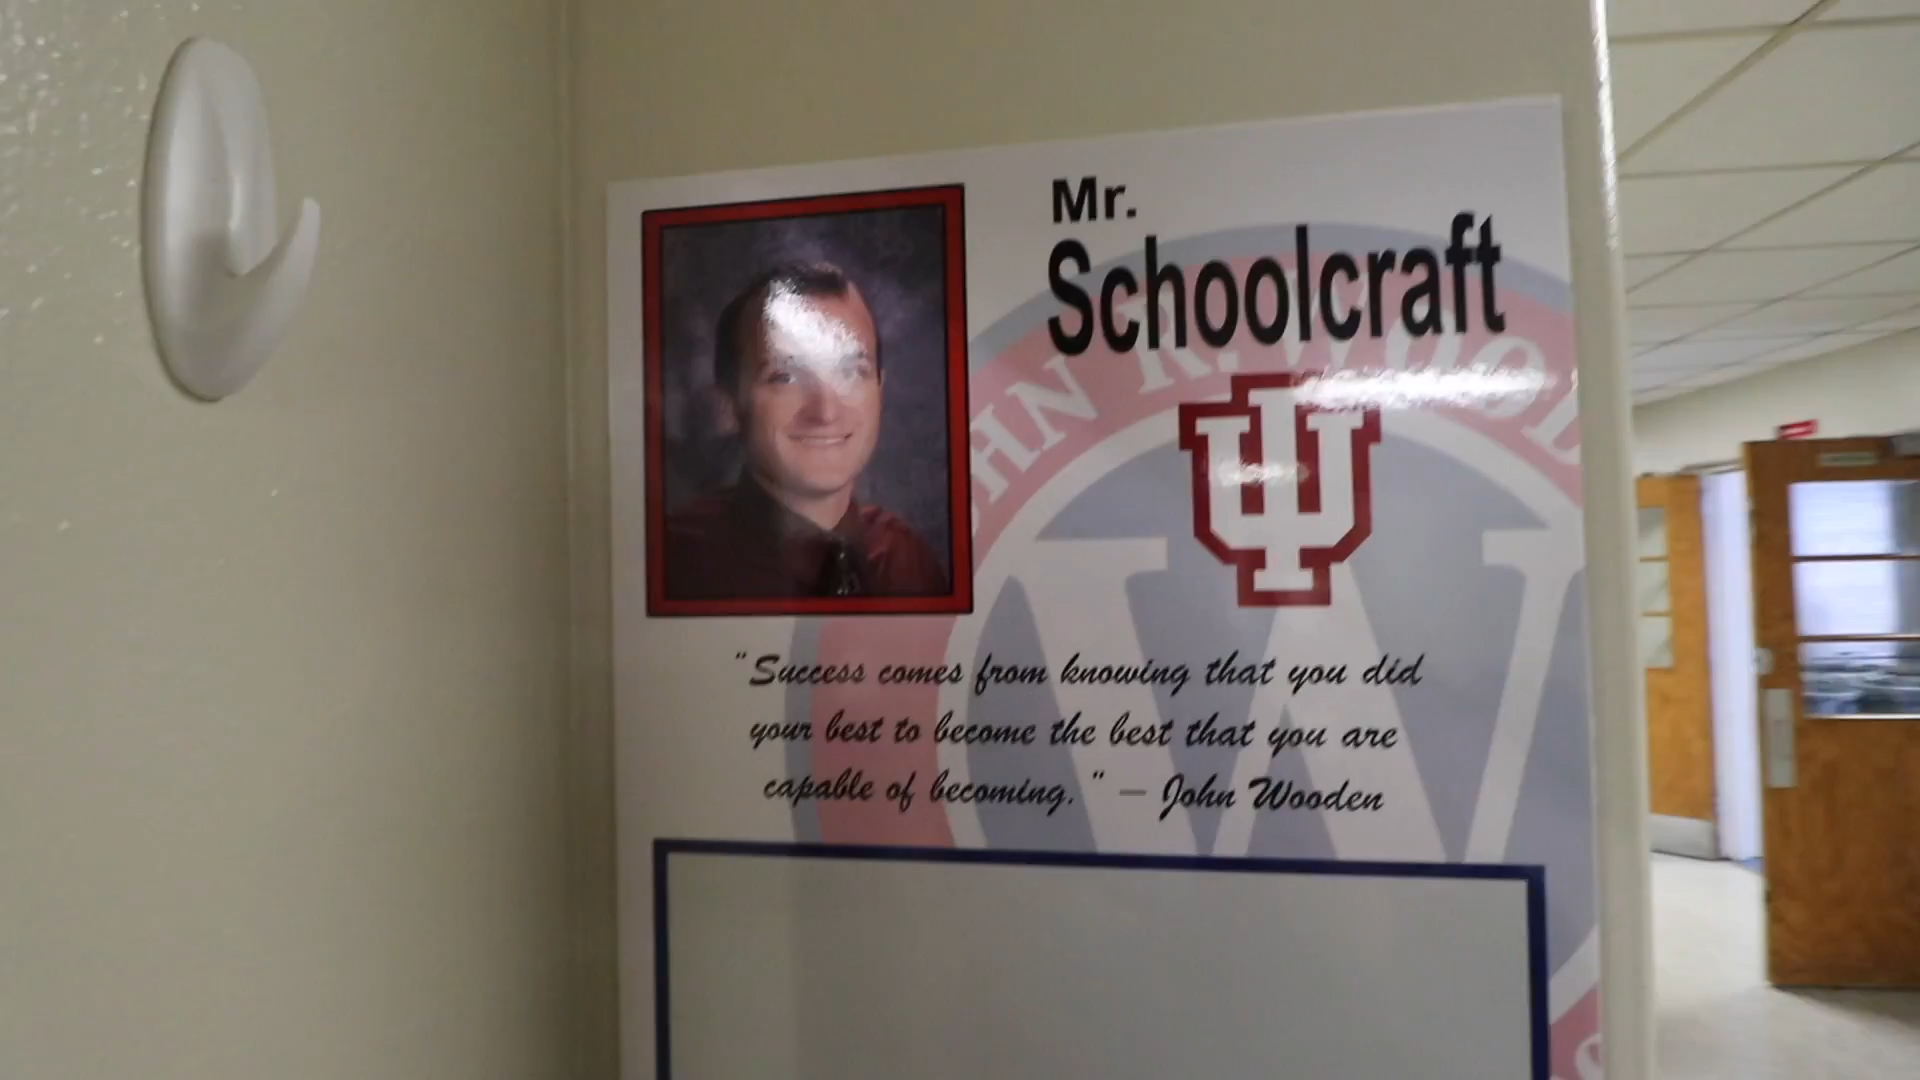 Mr.
Schoolcraft
IU
"Success comes from knowing that you did
your best to become the best that you are
capable of becoming." – John Wooden
W